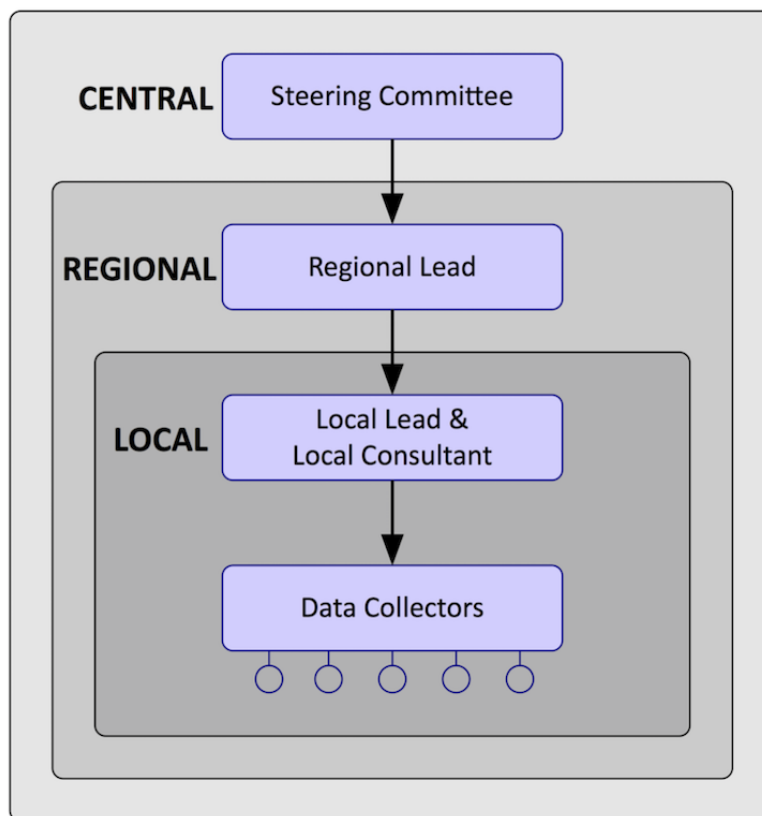 CENTRAL
Steering Committee
REGIONAL
Regional Lead
LOCAL
Local Lead &
Local Consultant
Data Collectors